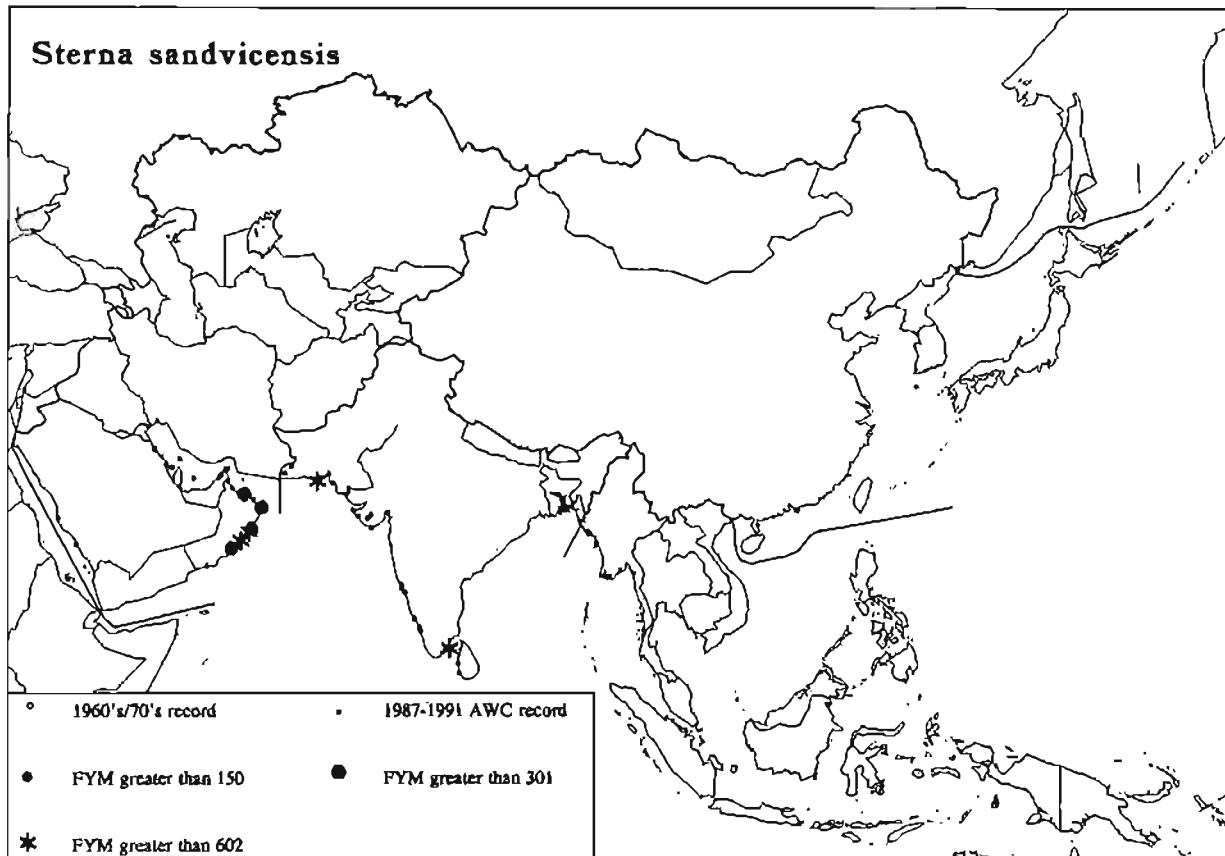 Sterna sandvicensis
1960's/70's record
1987-1991 AWC record
FYM greater than 150
FYM greater than 301
FYM greater than 602